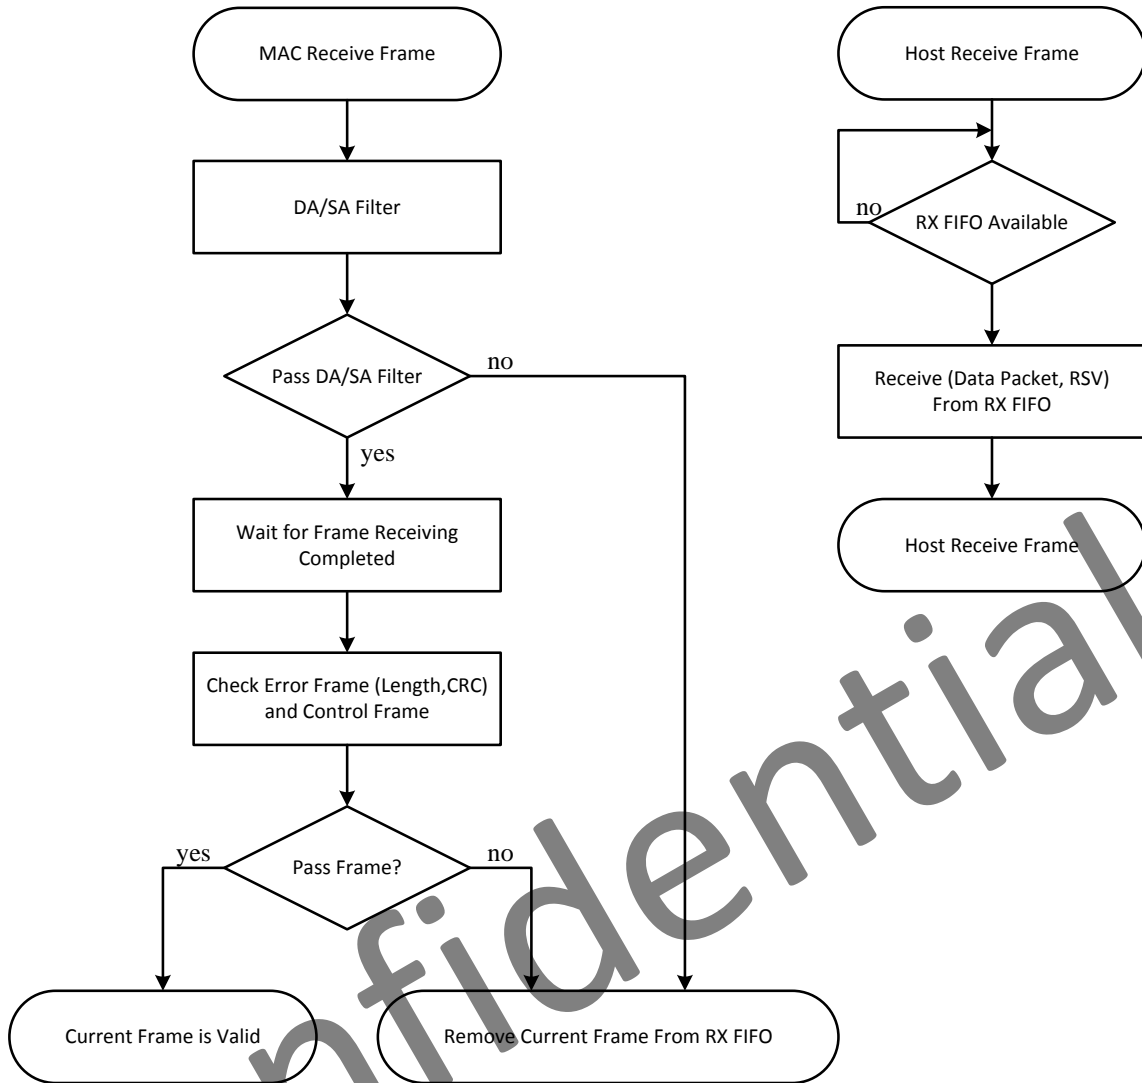 MAC Receive Frame
DA/SA Filter
Pass DA/SA Filter
no
yes
Wait for Frame Receiving
Completed
Check Error Frame (Length,CRC)
and Control Frame
yes
Pass Frame?
no
Current Frame is Valid
Remove Current Frame From RX FIFO
Host Receive Frame
no
RX FIFO Available
Receive (Data Packet, RSV)
From RX FIFO
Host Receive Frame
nfidential